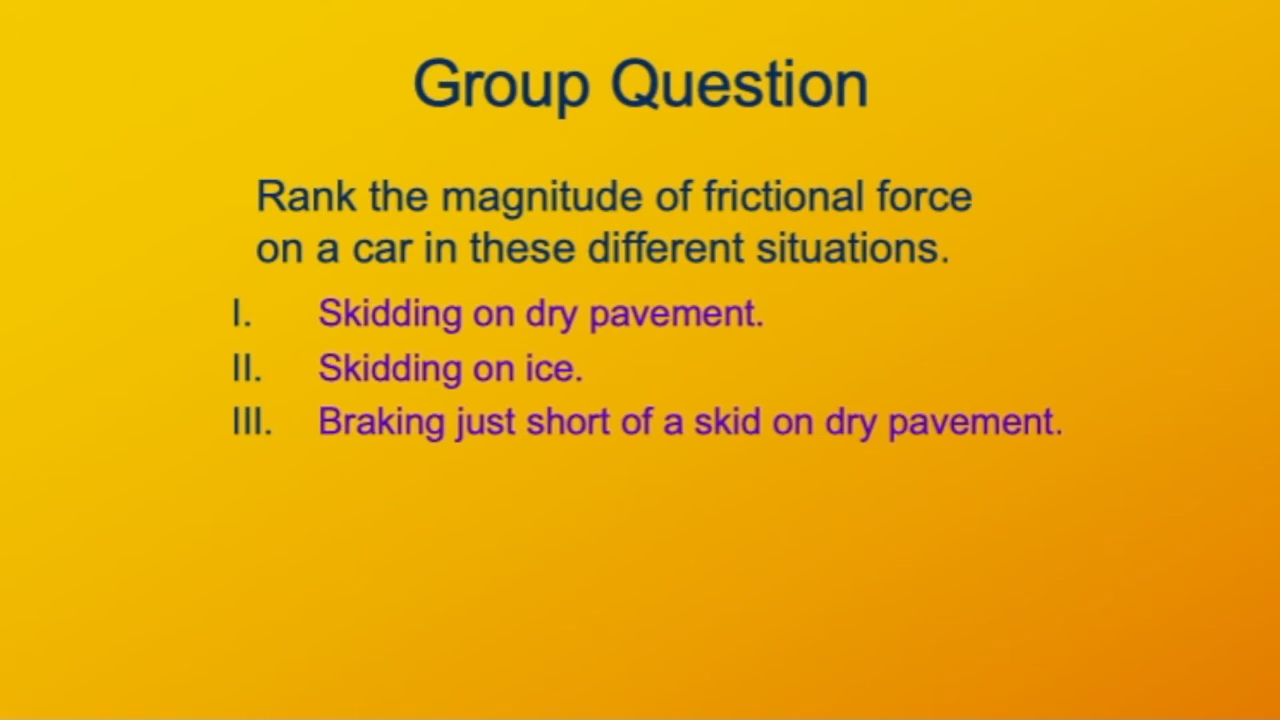 Group Question
Rank the magnitude of frictional force
on a car in these different situations.
I. Skidding on dry pavement.
II. Skidding on ice.
III. Braking just short of a skid on dry pavement.